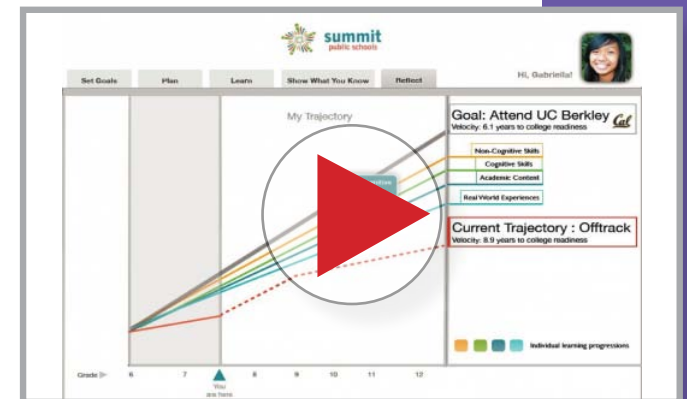 summit
public schools
Hi, Gabriella!
Set Goals
Plan
Learn
Show What You Know
Reflect
My Trajectory
Goal: Attend UC Berkley
Cal
Velocity: 6.1 years to college readiness
Non-Cognitive Skills
Cognitive Skills
Academic Content
Real World Experiences
Current Trajectory : Offtrack
Velocity: 8.9 years to college readiness
Individual learning progressions
Grade
6
7
8
9
10
11
12
You
are here